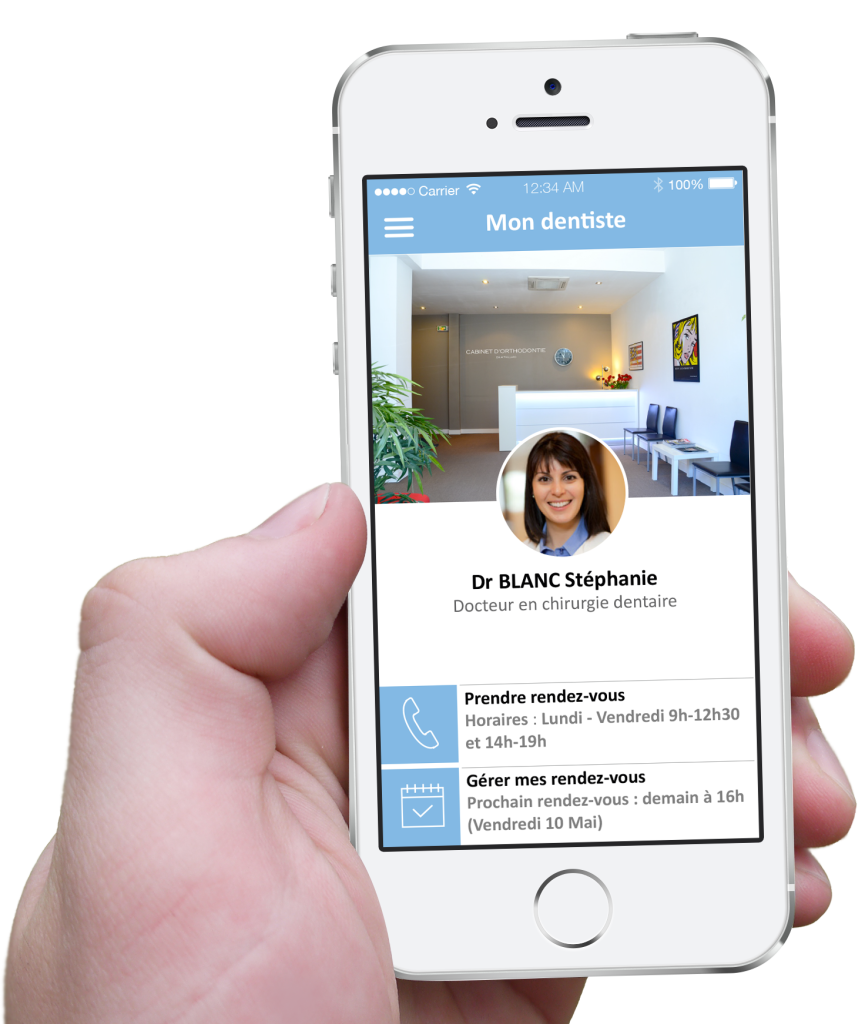 Carrier 12:34 AM 100%
Mon dentiste
CABINET D'ORTHODONTIE
Dr BLANC Stéphanie
Docteur en chirurgie dentaire
Prendre rendez-vous
Horaires : Lundi - Vendredi 9h-12h30
et 14h-19h
Gérer mes rendez-vous
Prochain rendez-vous : demain à 16h
(Vendredi 10 Mai)